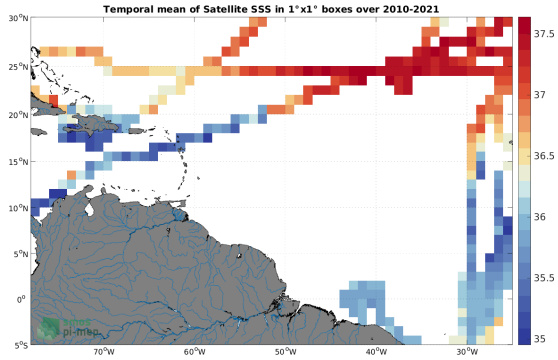 Temporal mean of Satellite SSS in 1°x1° boxes over 2010-2021
30°N
25°N
20°N
15°N
10°N
5°N
0°
5°S
70°W
60°W
50°W
40°W
30°W
37.5
37
36.5
36
35.5
35
pi-mep